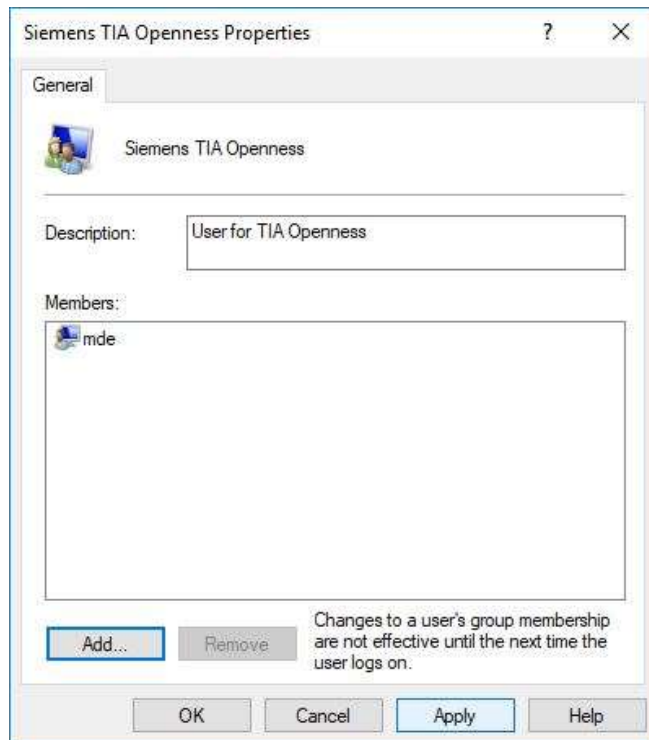 Siemens TIA Openness Properties
?
General
Siemens TIA Openness
Description:
User for TIA Openness
Members:
mde
Add...
Remove
Changes to a user's group membership
are not effective until the next time the
user logs on.
OK
Cancel
Apply
Help